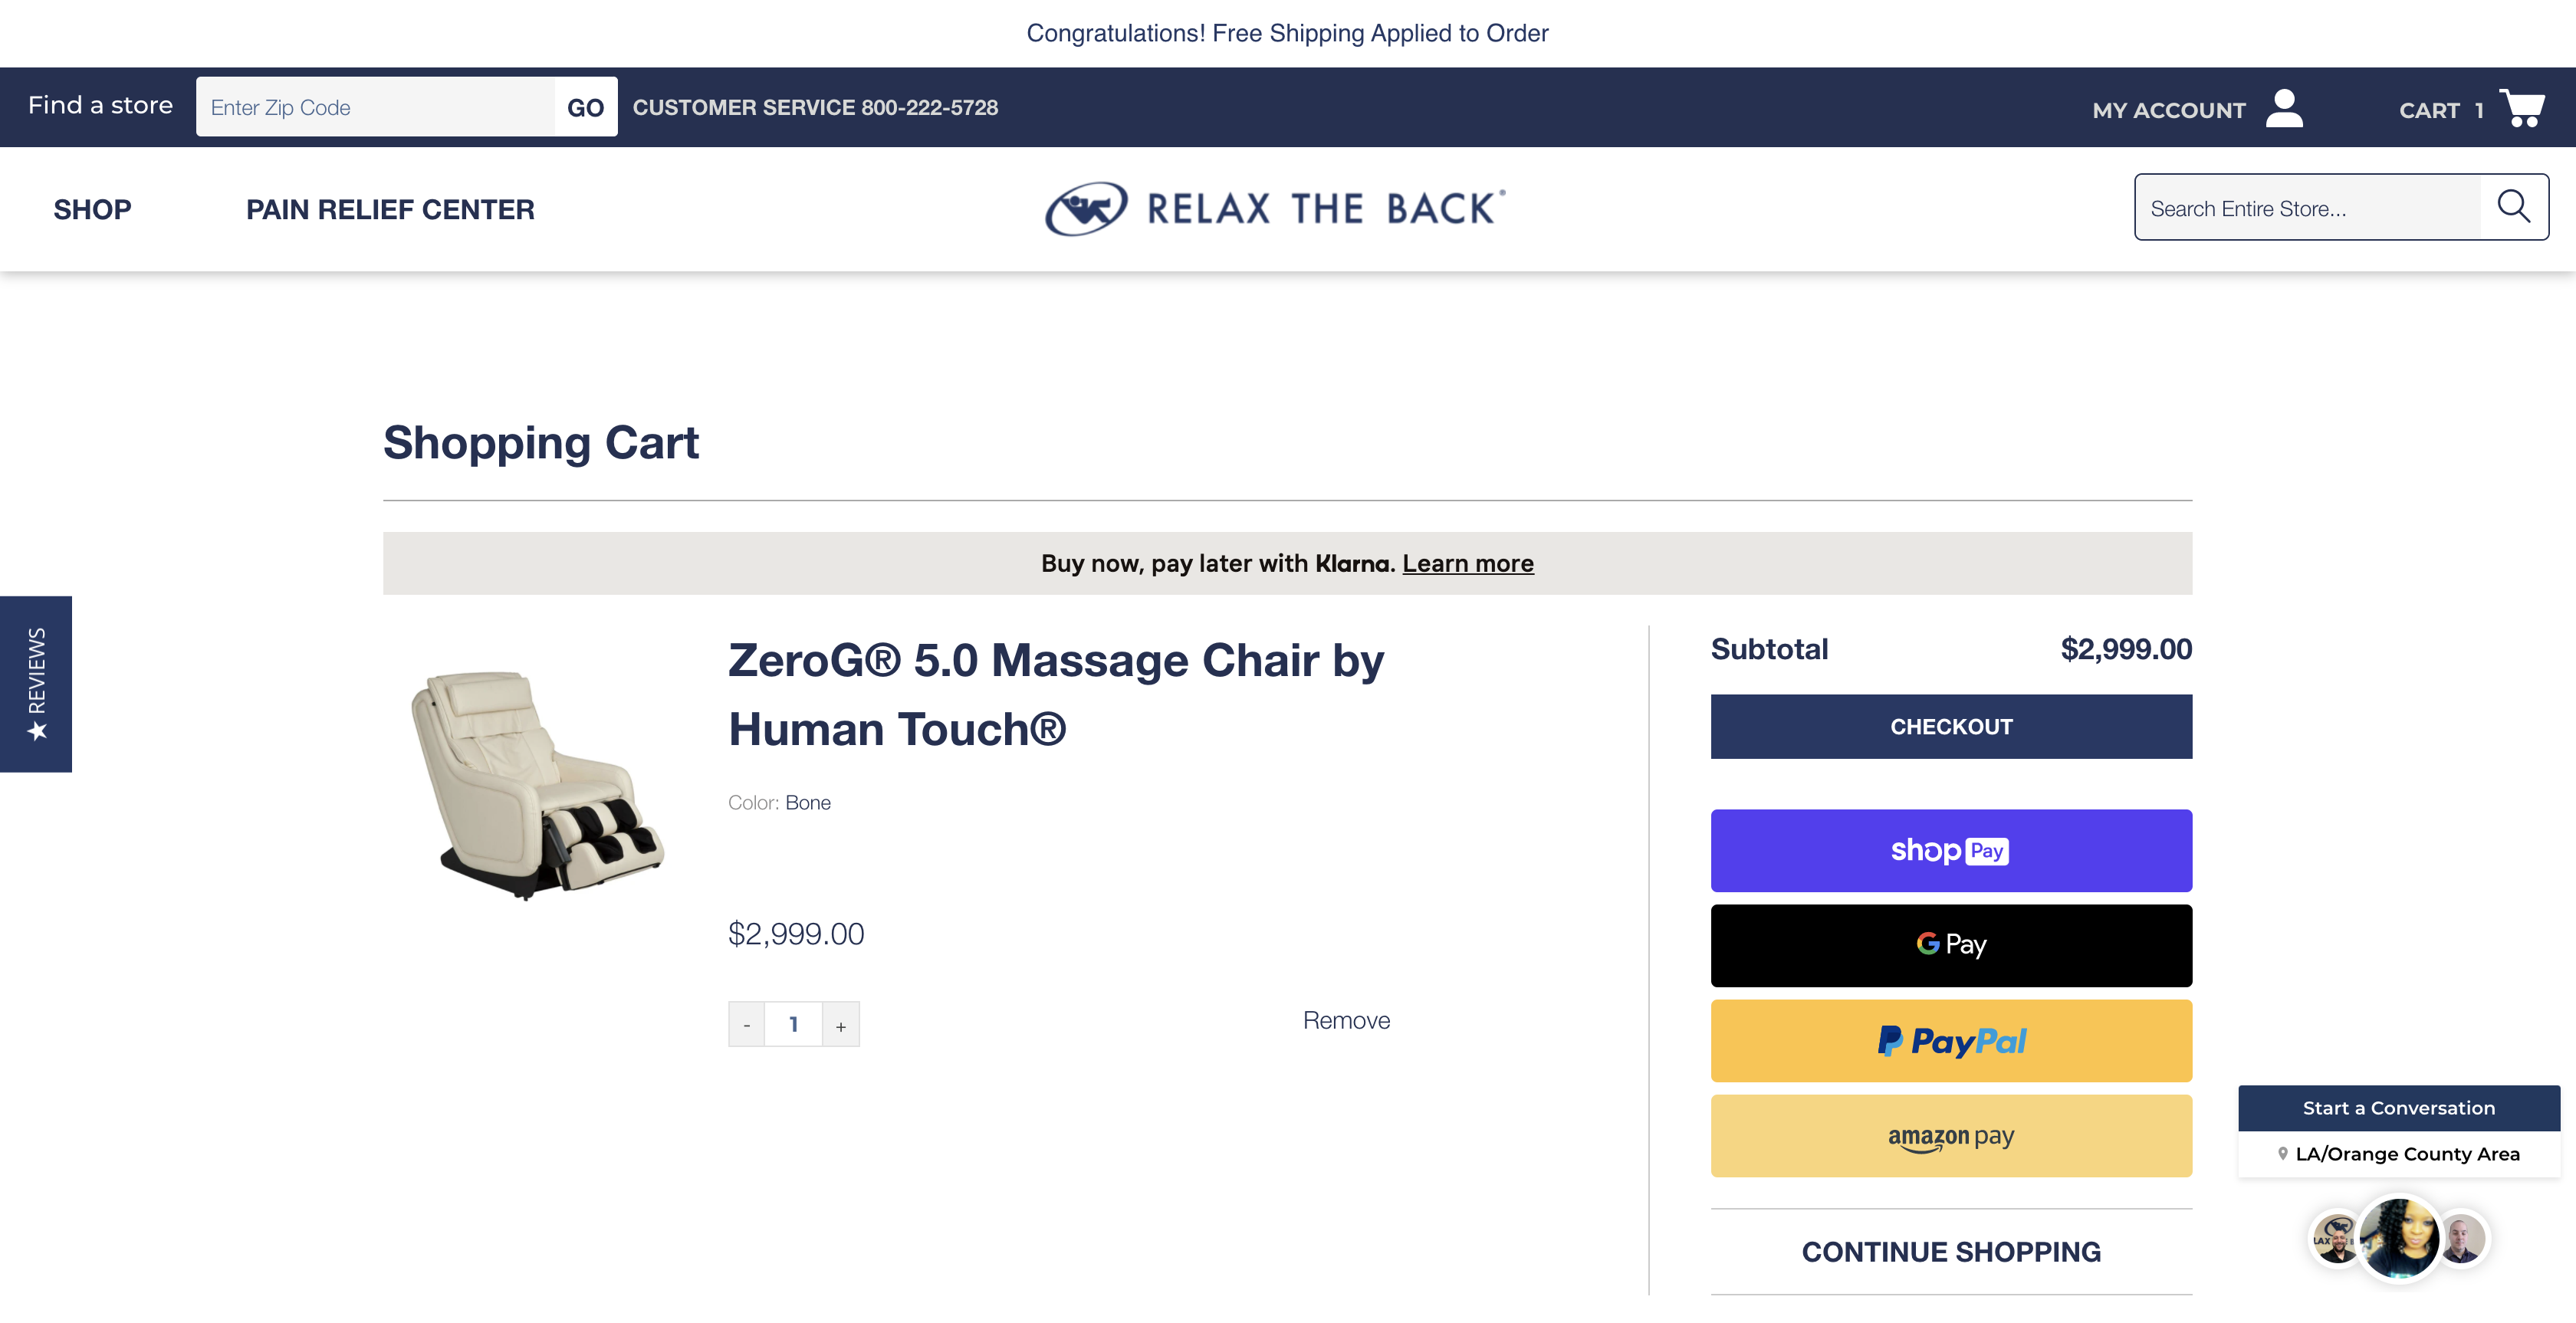 Congratulations! Free Shipping Applied to Order
Find a store
Enter Zip Code
GO
CUSTOMER SERVICE 800-222-5728
MY ACCOUNT
CART 1
SHOP
PAIN RELIEF CENTER
RELAX THE BACK®
Search Entire Store...
Shopping Cart
Buy now, pay later with Klarna. Learn more
★ REVIEWS
ZeroG® 5.0 Massage Chair by
Human Touch®
Color: Bone
$2,999.00
- 1 +
Remove
Subtotal $2,999.00
CHECKOUT
shop Pay
G Pay
PayPal
amazon pay
CONTINUE SHOPPING
Start a Conversation
LA/Orange County Area